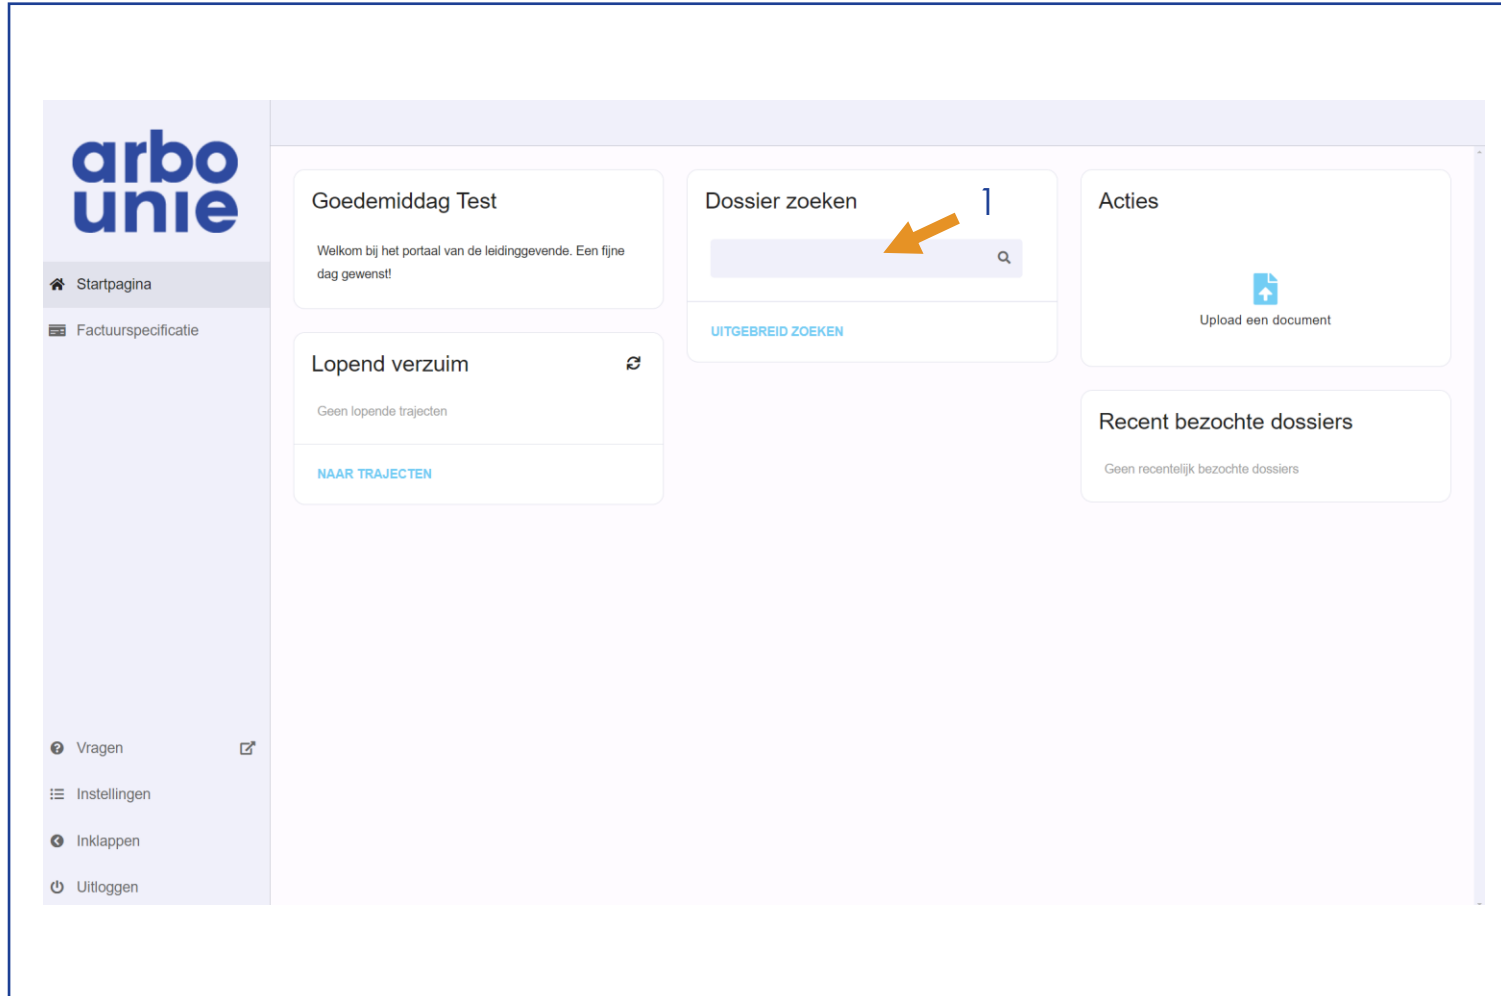 arbo
unie
Startpagina
Factuurspecificatie
Vragen
Instellingen
Inklappen
Uitloggen
Goedemiddag Test
Welkom bij het portaal van de leidinggevende. Een fijne
dag gewenst!
Lopend verzuim
Geen lopende trajecten
NAAR TRAJECTEN
Dossier zoeken
1
UITGEBREID ZOEKEN
Acties
Upload een document
Recent bezochte dossiers
Geen recentelijk bezochte dossiers